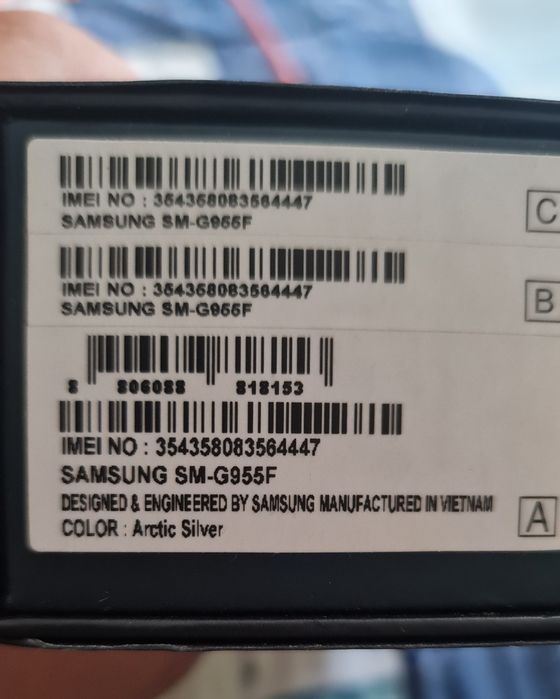 IMEI NO : 354358083564447
SAMSUNG SM-G955F
C
IMEI NO : 354358083564447
SAMSUNG SM-G955F
B
8 806088 818153
IMEI NO : 354358083564447
SAMSUNG SM-G955F
DESIGNED & ENGINEERED BY SAMSUNG MANUFACTURED IN VIETNAM
COLOR : Arctic Silver
A